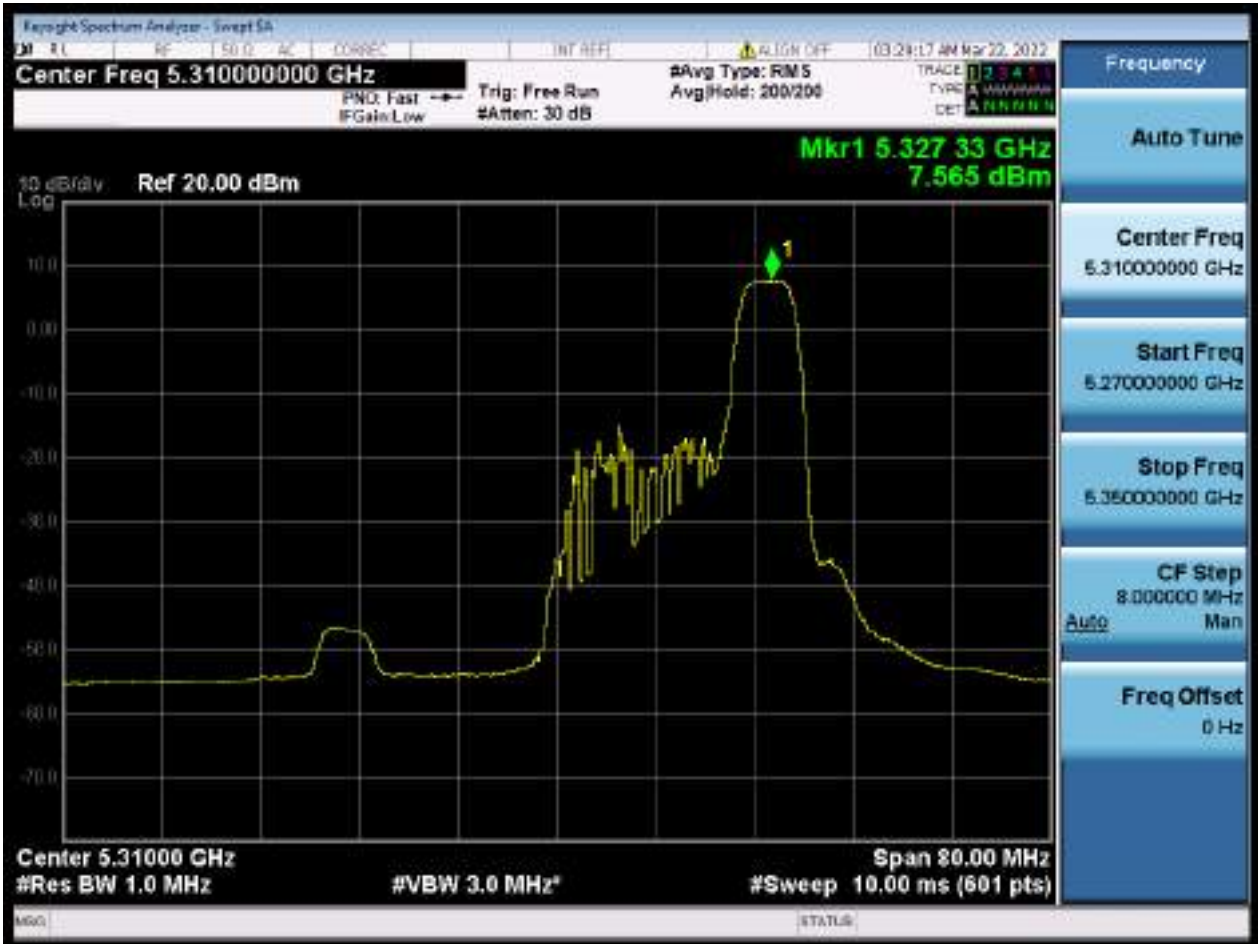 Keysight Spectrum Analyzer - Swept SA
RL RF 50 Ω AC CORREC INT REF ALIGN OFF 03:29:17 AM Mar 22, 2022
Center Freq 5.310000000 GHz
PNO: Fast
IFGain:Low
Trig: Free Run
#Atten: 30 dB
#Avg Type: RMS
Avg|Hold: 200/200
TRACE 1 2 3 4 5 6
TYPE A WWWWW
DET A N N N N N
Mkr1 5.327 33 GHz
7.565 dBm
10 dB/div Ref 20.00 dBm
Log
1
10.0
0.00
-10.0
-20.0
-30.0
-40.0
-50.0
-60.0
-70.0
Center 5.31000 GHz
Span 80.00 MHz
#Res BW 1.0 MHz
#VBW 3.0 MHz*
#Sweep 10.00 ms (601 pts)
MSG
STATUS
Frequency
Auto Tune
Center Freq
5.310000000 GHz
Start Freq
5.270000000 GHz
Stop Freq
5.350000000 GHz
CF Step
8.000000 MHz
Auto Man
Freq Offset
0 Hz